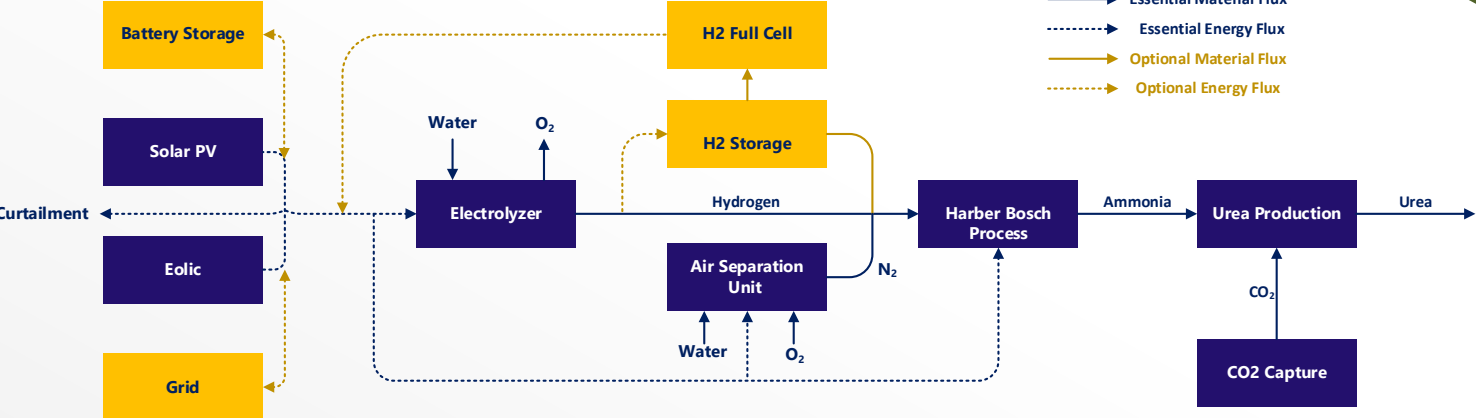 Essential Material Flux
Essential Energy Flux
Optional Material Flux
Optional Energy Flux
Battery Storage
H2 Full Cell
Solar PV
Water
O₂
H2 Storage
Curtailment
Electrolyzer
Hydrogen
Harber Bosch
Process
Ammonia
Urea Production
Urea
Eolic
Air Separation
Unit
N₂
CO₂
Water
O₂
Grid
CO2 Capture